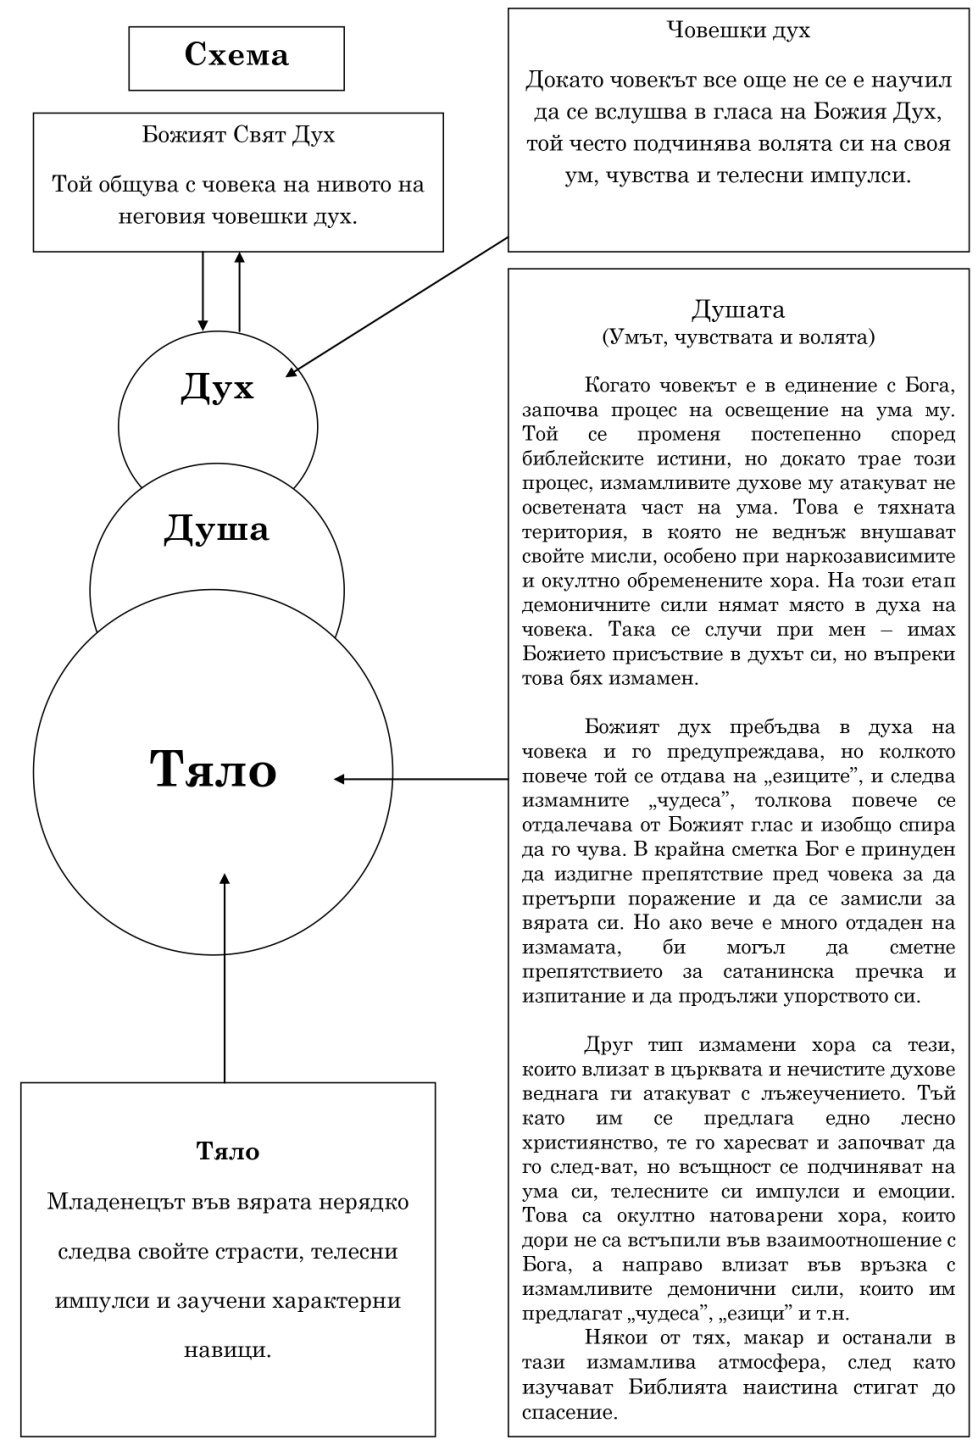 Схема
Божият Свят Дух
Той общува с човека на нивото на
неговия човешки дух.
Човешки дух
Докато човекът все още не се е научил
да се вслушва в гласа на Божия Дух,
той често подчинява волята си на своя
ум, чувства и телесни импулси.
Дух
Душа
Тяло
Душата
(Умът, чувствата и волята)
Когато човекът е в единение с Бога,
започва процес на освещение на ума му.
Той се променя постепенно според
библейските истини, но докато трае този
процес, измамливите духове му атакуват не
осветената част на ума. Това е тяхната
територия, в която не веднъж внушават
свойте мисли, особено при наркозависимите
и окултно обременените хора. На този етап
демоничните сили нямат място в духа на
човека. Така се случи при мен – имах
Божието присъствие в духът си, но въпреки
това бях измамен.
Божият дух пребъдва в духа на
човека и го предупреждава, но колкото
повече той се отдава на „езиците”, и следва
измамните „чудеса”, толкова повече се
отдалечава от Божият глас и изобщо спира
да го чува. В крайна сметка Бог е принуден
да издигне препятствие пред човека за да
претърпи поражение и да се замисли за
вярата си. Но ако вече е много отдаден на
измамата, би могъл да сметне
препятствието за сатанинска пречка и
изпитание и да продължи упорството си.
Друг тип измамени хора са тези,
които влизат в църквата и нечистите духове
веднага ги атакуват с лъжеучението. Тъй
като им се предлага едно лесно
християнство, те го харесват и започват да
го след-ват, но всъщност се подчиняват на
ума си, телесните си импулси и емоции.
Това са окултно натоварени хора, които
дори не са встъпили във взаимоотношение с
Бога, а направо влизат във връзка с
измамливите демонични сили, които им
предлагат „чудеса”, „езици” и т.н.
Някои от тях, макар и останали в
тази измамлива атмосфера, след като
изучават Библията наистина стигат до
спасение.
Тяло
Младенецът във вярата нерядко
следва свойте страсти, телесни
импулси и заучени характерни
навици.